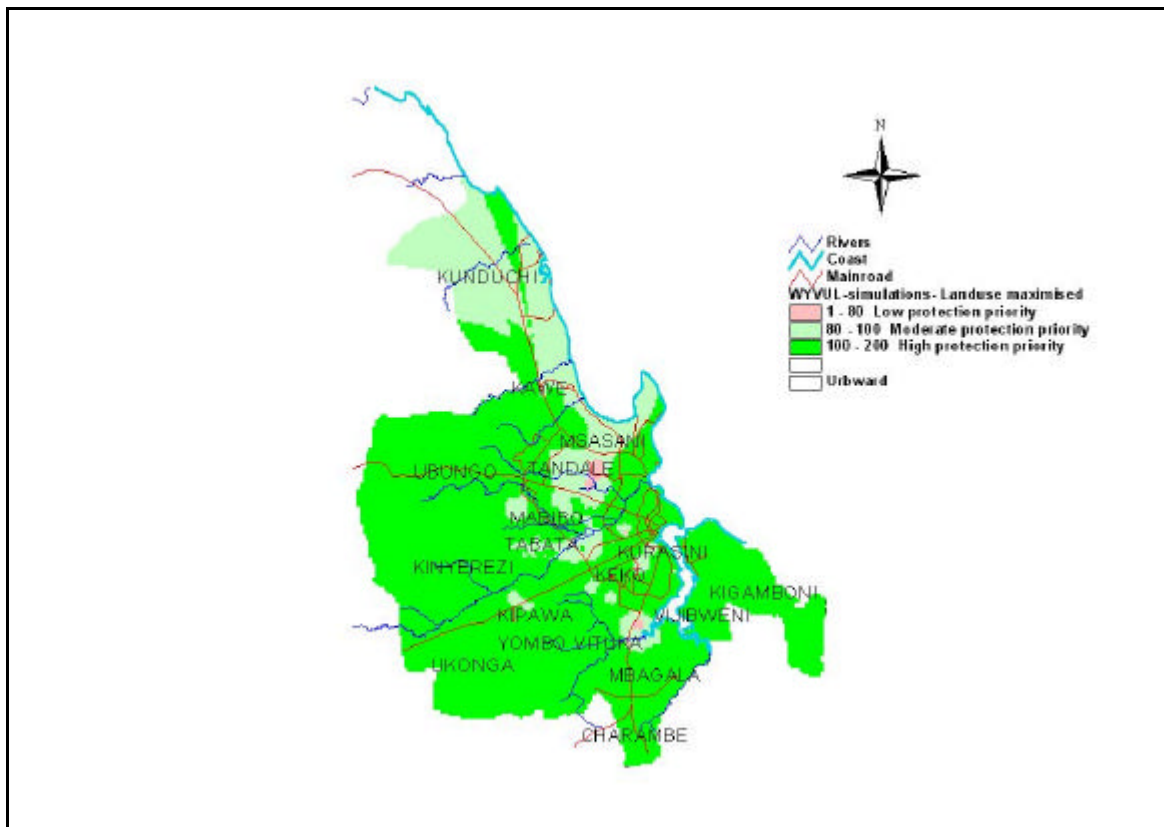 N
Rivers
Coast
Mainroad
WYVUL-simulations- Landuse maximised
1 - 80 Low protection priority
80 - 100 Moderate protection priority
100 - 200 High protection priority
Urbward
KUNDUCHI
KAWE
MSASANI
TANDALE
UBUNGO
MABIBO
TABATA
KURASINI
KINYEREZI
KEKO
KIGAMBONI
KIPAWA
VIJIBWENI
YOMBO VITUKA
UKONGA
MBAGALA
CHARAMBE